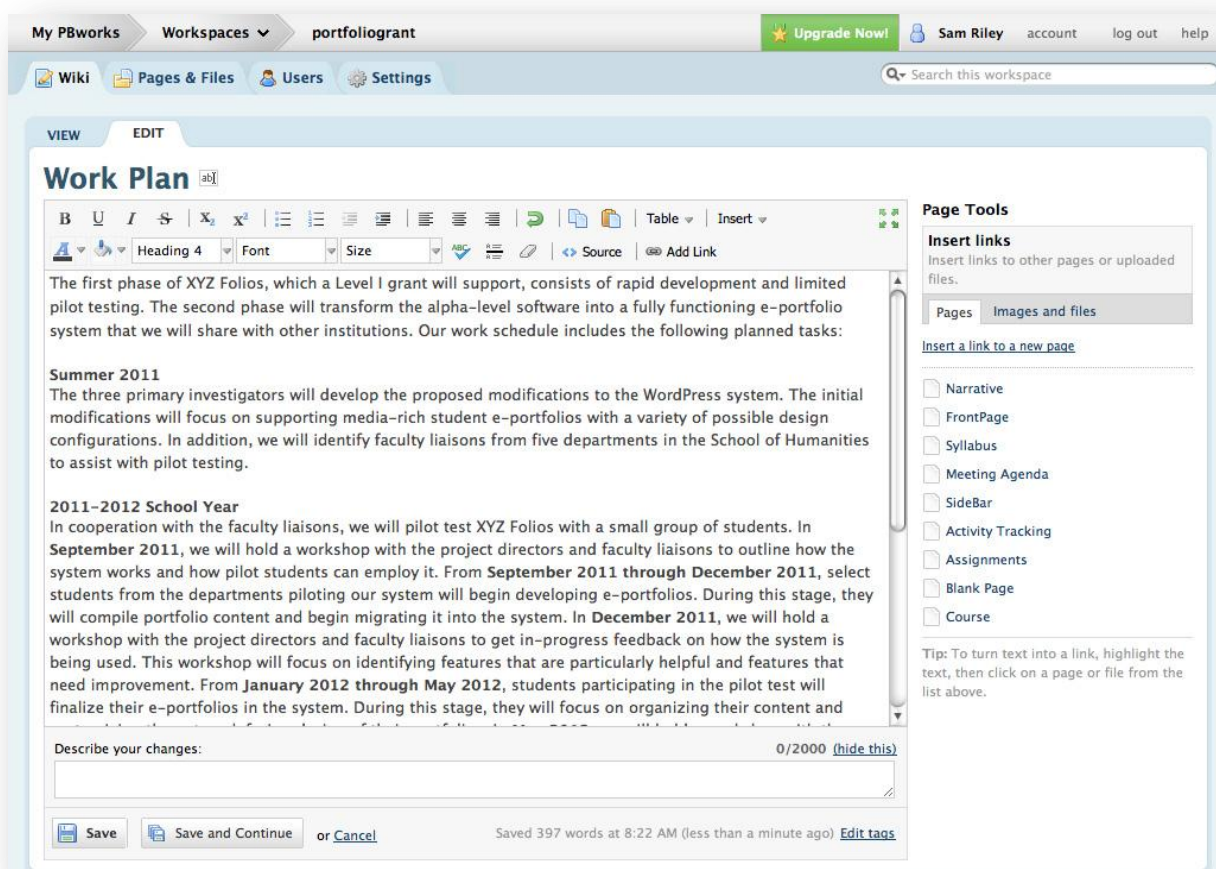 My PBworks Workspaces portfoliogrant Upgrade Now! Sam Riley account log out help
Wiki Pages & Files Users Settings Search this workspace
VIEW EDIT
Work Plan
B U I S X2 x2 Table Insert
A Heading 4 Font Size ABC Source Add Link
The first phase of XYZ Folios, which a Level I grant will support, consists of rapid development and limited
pilot testing. The second phase will transform the alpha-level software into a fully functioning e-portfolio
system that we will share with other institutions. Our work schedule includes the following planned tasks:
Summer 2011
The three primary investigators will develop the proposed modifications to the WordPress system. The initial
modifications will focus on supporting media-rich student e-portfolios with a variety of possible design
configurations. In addition, we will identify faculty liaisons from five departments in the School of Humanities
to assist with pilot testing.
2011-2012 School Year
In cooperation with the faculty liaisons, we will pilot test XYZ Folios with a small group of students. In
September 2011, we will hold a workshop with the project directors and faculty liaisons to outline how the
system works and how pilot students can employ it. From September 2011 through December 2011, select
students from the departments piloting our system will begin developing e-portfolios. During this stage, they
will compile portfolio content and begin migrating it into the system. In December 2011, we will hold a
workshop with the project directors and faculty liaisons to get in-progress feedback on how the system is
being used. This workshop will focus on identifying features that are particularly helpful and features that
need improvement. From January 2012 through May 2012, students participating in the pilot test will
finalize their e-portfolios in the system. During this stage, they will focus on organizing their content and
Describe your changes: 0/2000 (hide this)
Save Save and Continue or Cancel Saved 397 words at 8:22 AM (less than a minute ago) Edit tags
Page Tools
Insert links
Insert links to other pages or uploaded
files.
Pages Images and files
Insert a link to a new page
Narrative
FrontPage
Syllabus
Meeting Agenda
SideBar
Activity Tracking
Assignments
Blank Page
Course
Tip: To turn text into a link, highlight the
text, then click on a page or file from the
list above.